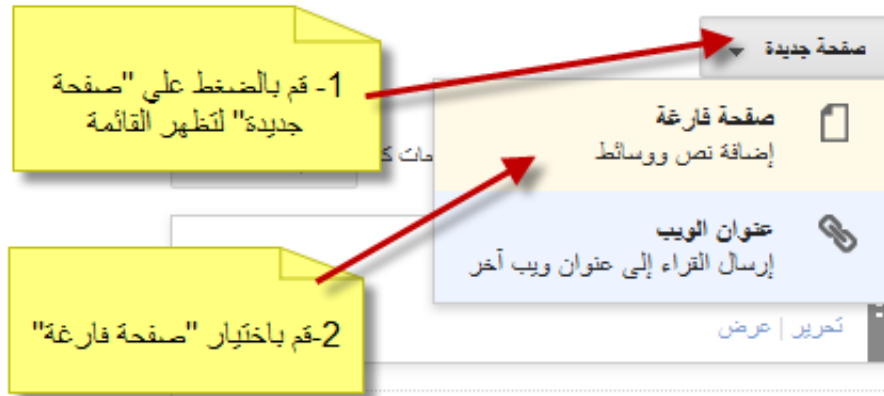 صفحة جديدة
1- قم بالضغط علي "صفحة
جديدة" لتظهر القائمة
صفحة فارغة
إضافة نص ووسائط
عنوان الويب
إرسال القراء إلى عنوان ويب آخر
2-قم باختيار "صفحة فارغة"
تحرير | عرض